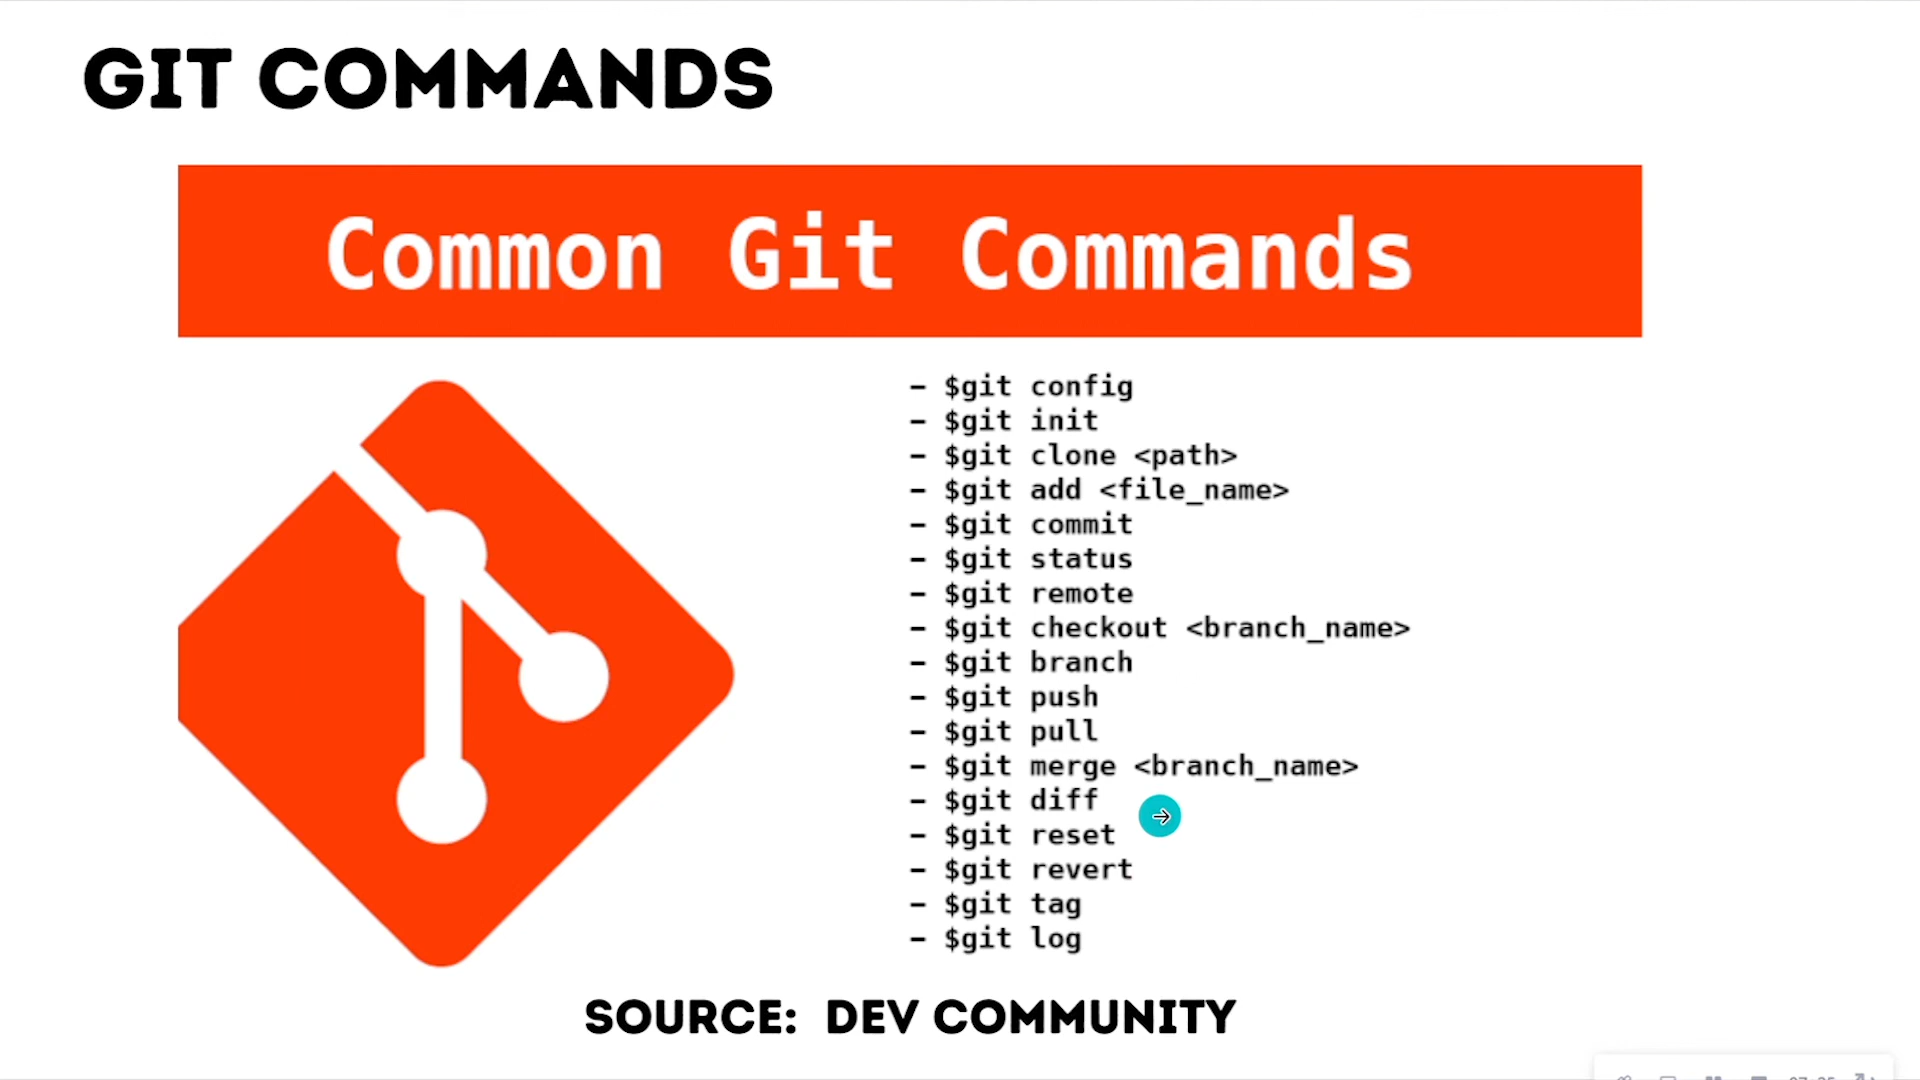 GIT COMMANDS
Common Git Commands
- $git config
- $git init
- $git clone <path>
- $git add <file_name>
- $git commit
- $git status
- $git remote
- $git checkout <branch_name>
- $git branch
- $git push
- $git pull
- $git merge <branch_name>
- $git diff
- $git reset
- $git revert
- $git tag
- $git log
SOURCE: DEV COMMUNITY